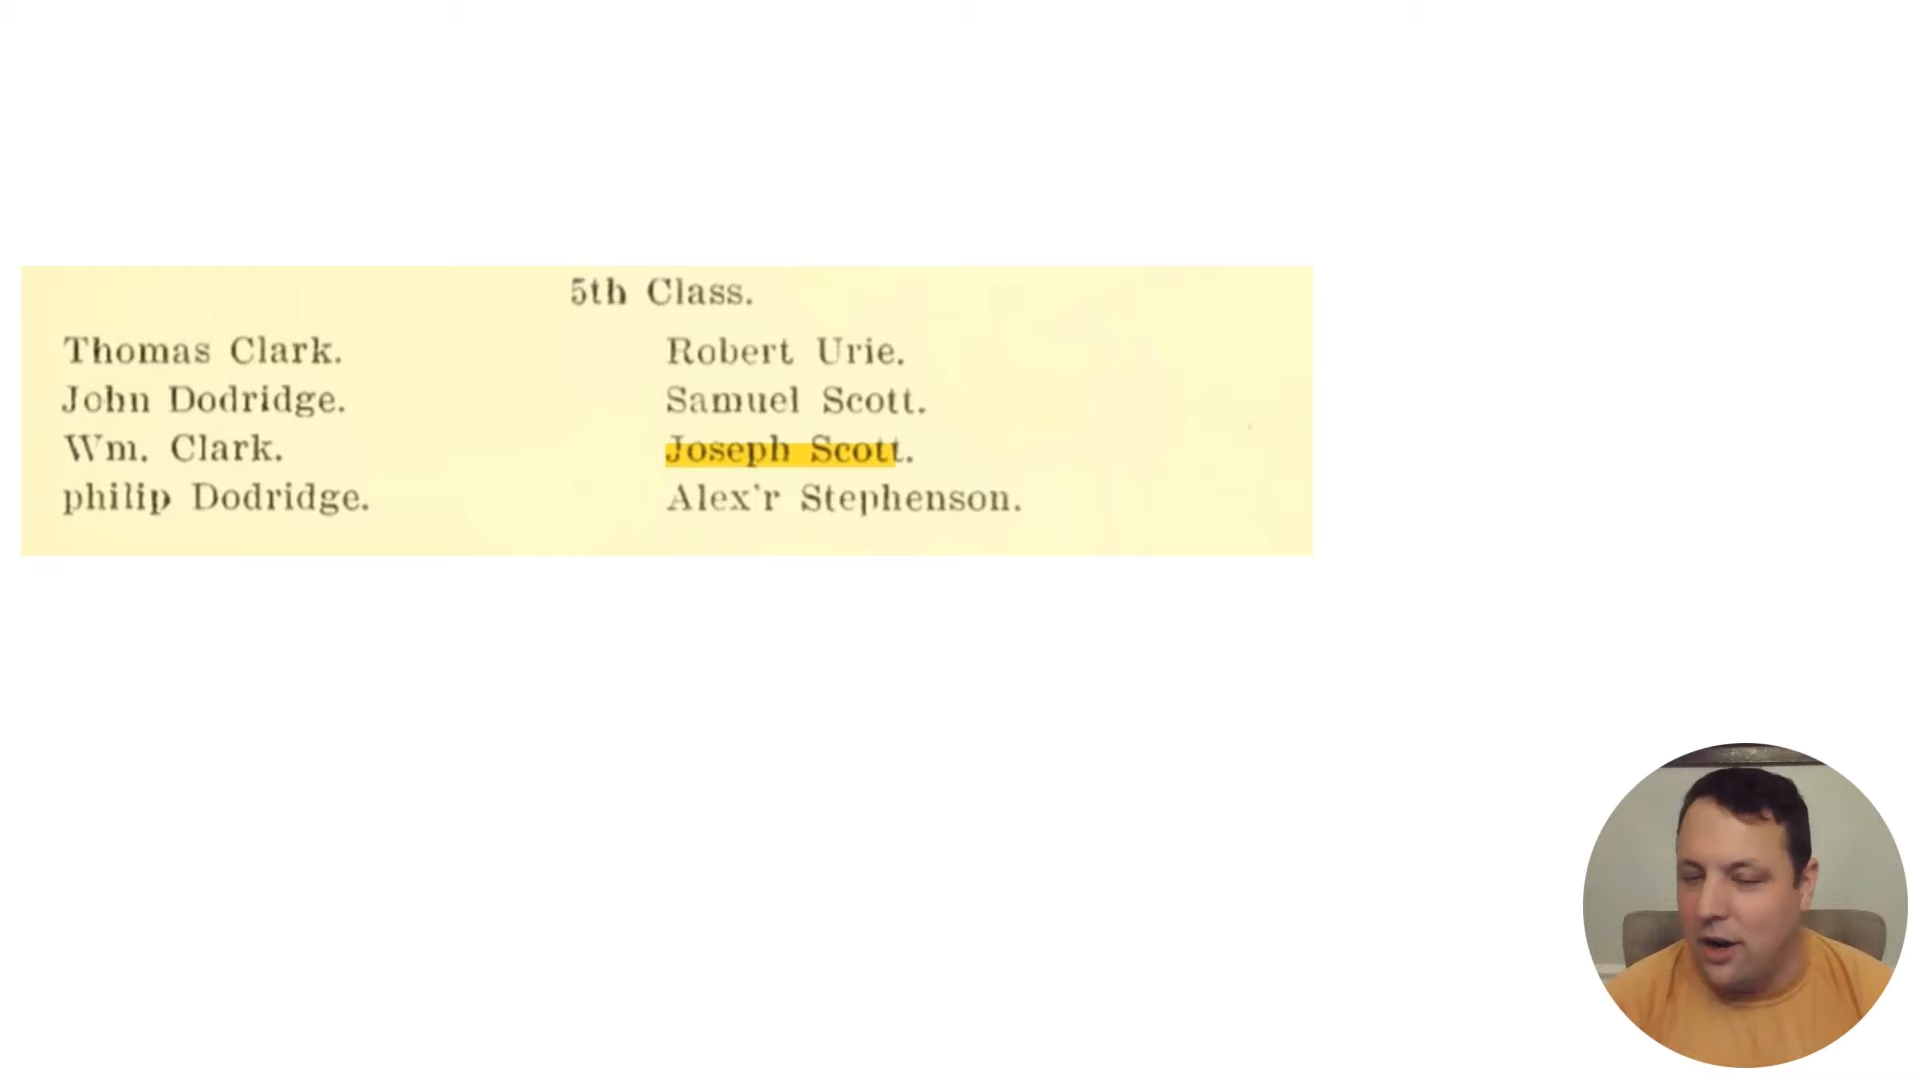 5th Class.
Thomas Clark.
John Dodridge.
Wm. Clark.
philip Dodridge.
Robert Urie.
Samuel Scott.
Joseph Scott.
Alex'r Stephenson.